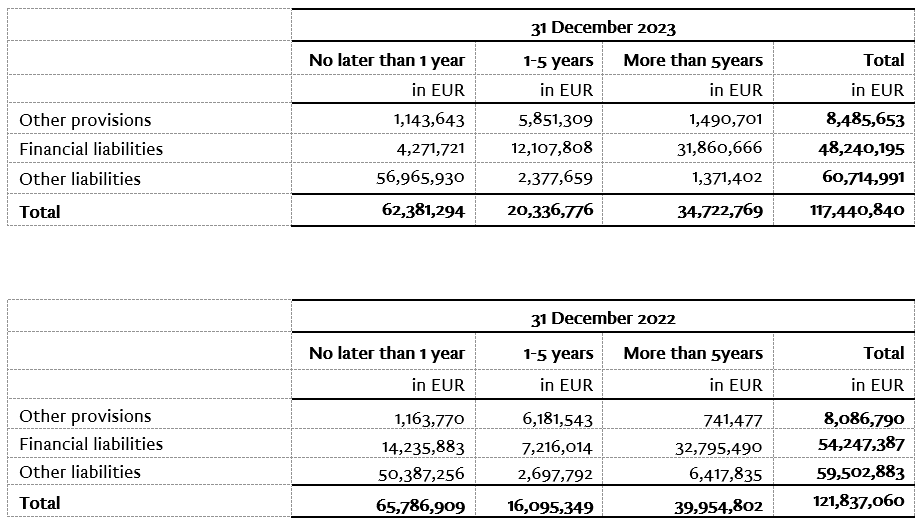 31 December 2023
No later than 1 year 1-5 years More than 5years Total
in EUR in EUR in EUR in EUR
Other provisions 1,143,643 5,851,309 1,490,701 8,485,653
Financial liabilities 4,271,721 12,107,808 31,860,666 48,240,195
Other liabilities 56,965,930 2,377,659 1,371,402 60,714,991
Total 62,381,294 20,336,776 34,722,769 117,440,840
31 December 2022
No later than 1 year 1-5 years More than 5years Total
in EUR in EUR in EUR in EUR
Other provisions 1,163,770 6,181,543 741,477 8,086,790
Financial liabilities 14,235,883 7,216,014 32,795,490 54,247,387
Other liabilities 50,387,256 2,697,792 6,417,835 59,502,883
Total 65,786,909 16,095,349 39,954,802 121,837,060